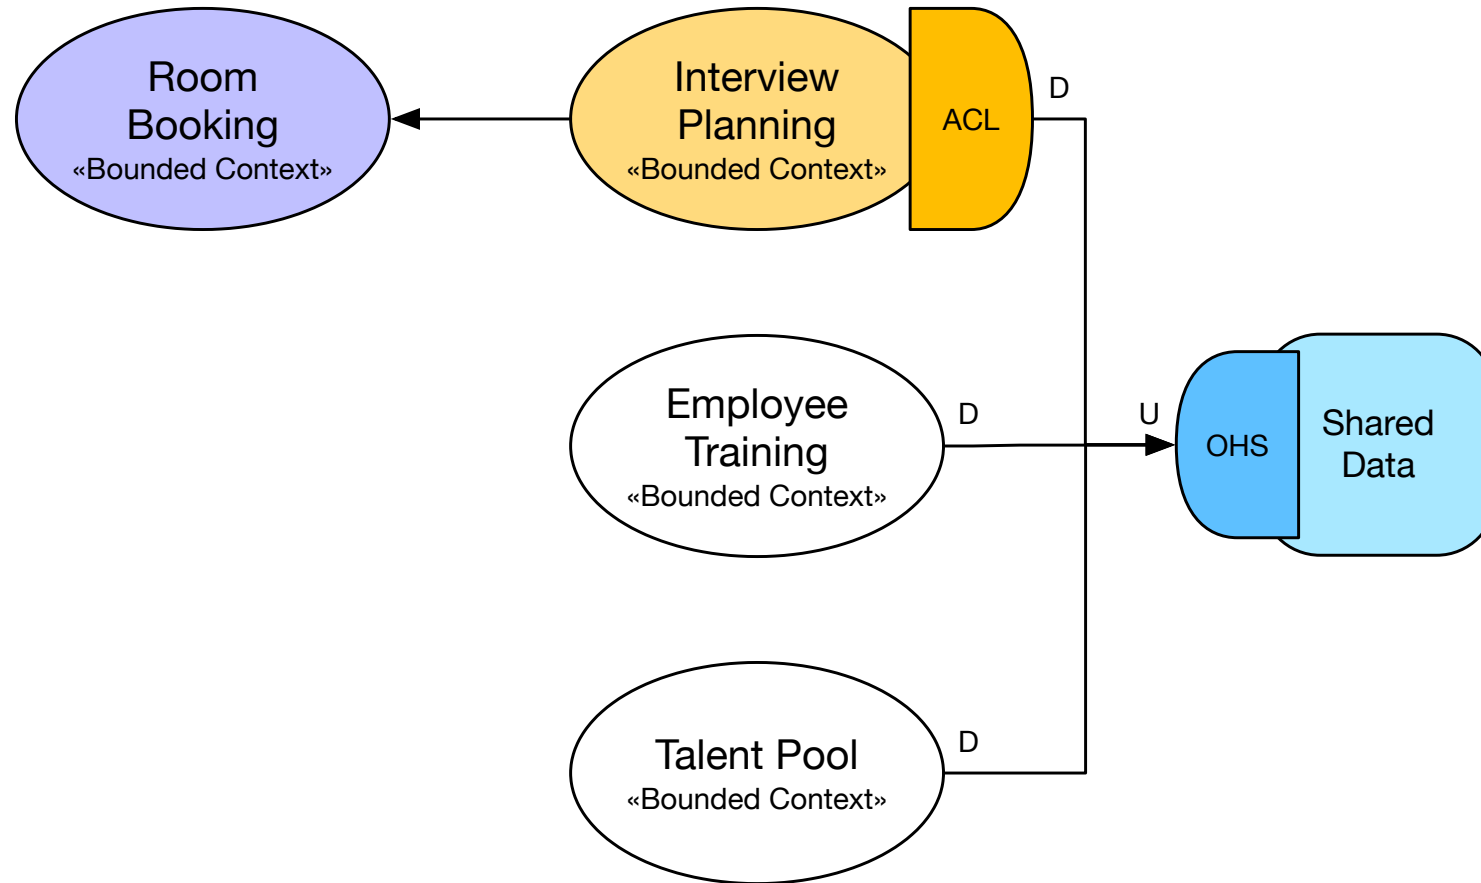 Room
Booking
«Bounded Context»
Interview
Planning
«Bounded Context»
ACL
D
Employee
Training
«Bounded Context»
D
U
OHS
Shared
Data
Talent Pool
«Bounded Context»
D